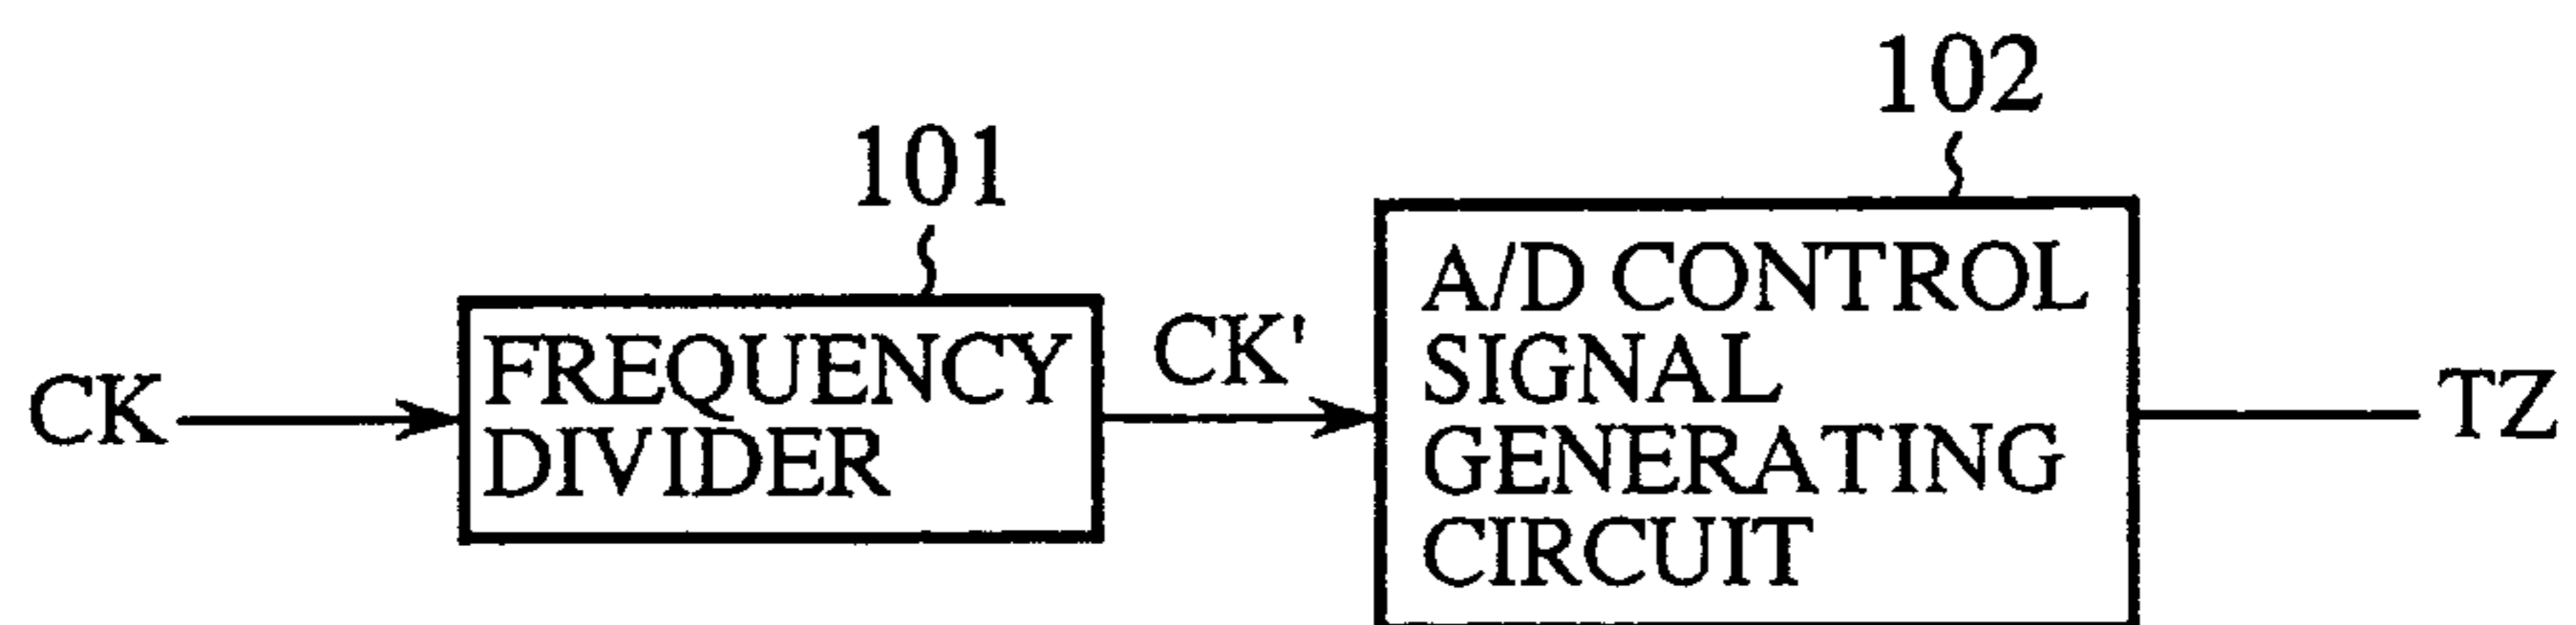 102
101
CK
FREQUENCY
DIVIDER
CK'
A/D CONTROL
SIGNAL
GENERATING
CIRCUIT
TZ